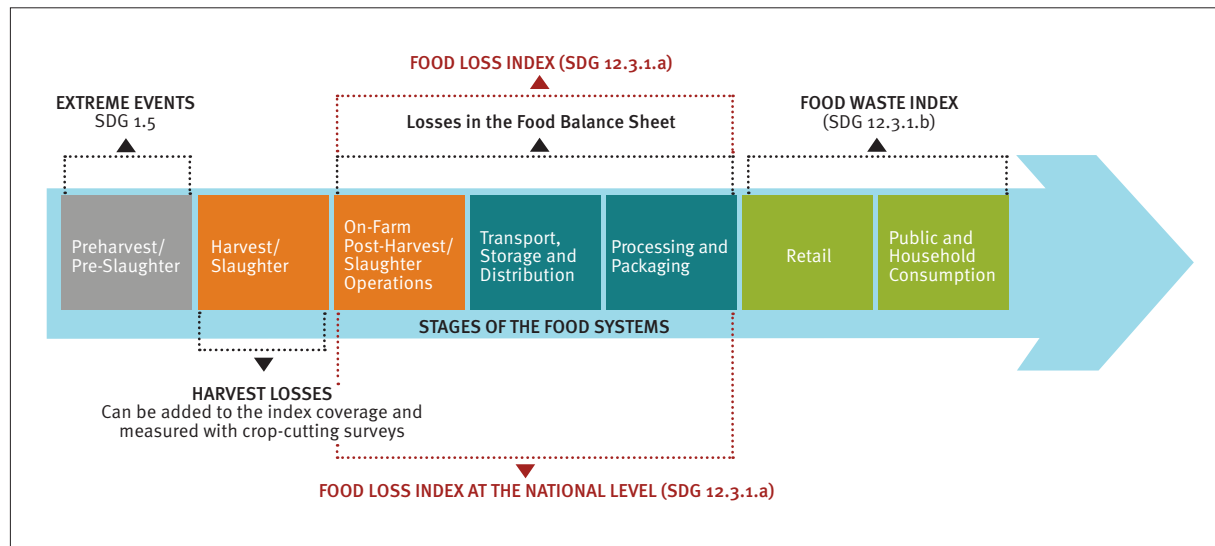 FOOD LOSS INDEX (SDG 12.3.1.a)
EXTREME EVENTS
SDG 1.5
Losses in the Food Balance Sheet
FOOD WASTE INDEX
(SDG 12.3.1.b)
Preharvest/
Pre-Slaughter
Harvest/
Slaughter
On-Farm
Post-Harvest/
Slaughter
Operations
Transport,
Storage and
Distribution
Processing and
Packaging
Retail
Public and
Household
Consumption
STAGES OF THE FOOD SYSTEMS
HARVEST LOSSES
Can be added to the index coverage and
measured with crop-cutting surveys
FOOD LOSS INDEX AT THE NATIONAL LEVEL (SDG 12.3.1.a)